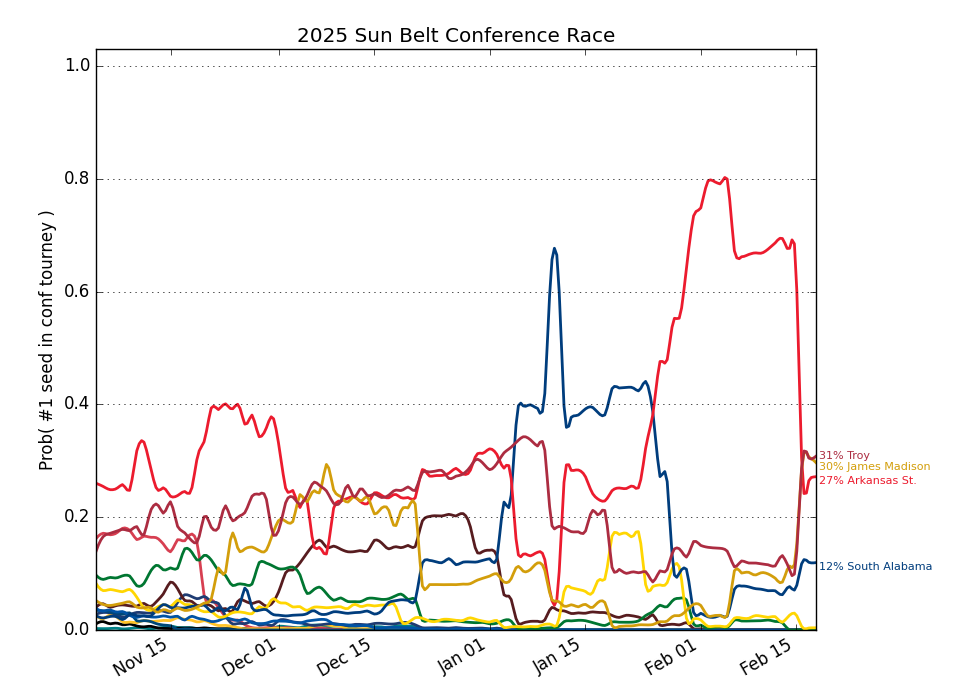 2025 Sun Belt Conference Race
Prob( #1 seed in conf tourney )
1.0
0.8
0.6
0.4
0.2
0.0
31% Troy
30% James Madison
27% Arkansas St.
12% South Alabama
Nov 15
Dec 01
Dec 15
Jan 01
Jan 15
Feb 01
Feb 15